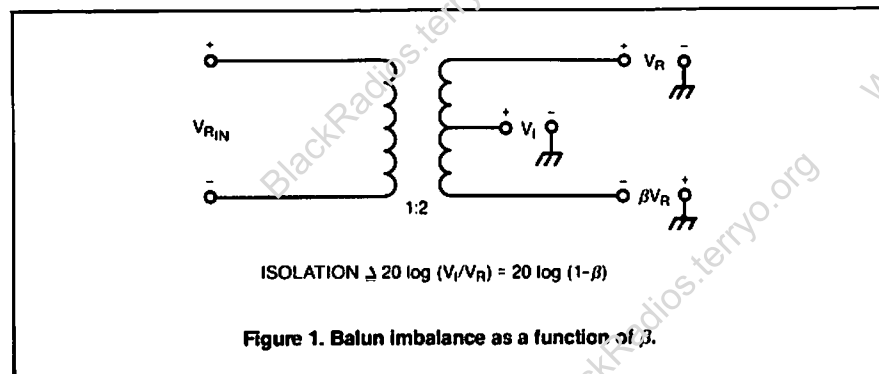 BlackRadios.terryo.org
+
+ V_R -
V_RIN
+ V_I -
-
- βV_R +
1:2
ISOLATION ≜ 20 log (V_I/V_R) = 20 log (1-β)
Figure 1. Balun imbalance as a function of β.
BlackRadios.terryo.org
W